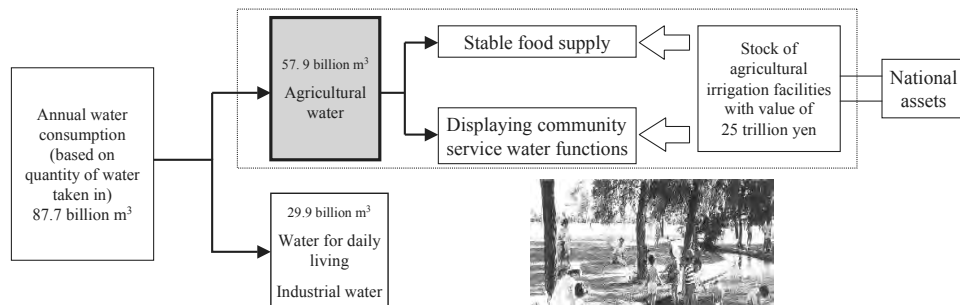 Annual water
consumption
(based on
quantity of water
taken in)
87.7 billion m³
57. 9 billion m³
Agricultural
water
29.9 billion m³
Water for daily
living
Industrial water
Stable food supply
Displaying community
service water functions
Stock of
agricultural
irrigation facilities
with value of
25 trillion yen
National
assets